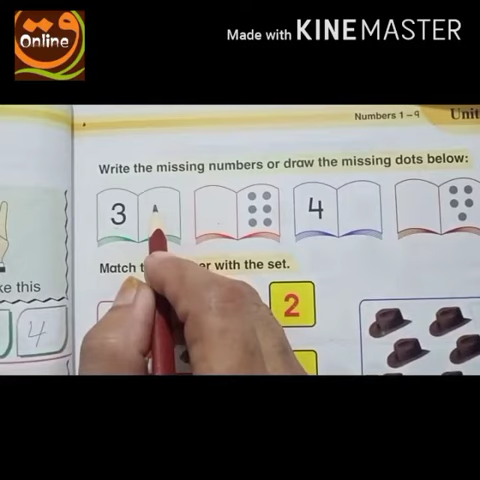 Online
Made with KINEMASTER
Numbers 1 – 9 Unit
Write the missing numbers or draw the missing dots below:
3 4
Match with the set.
ke this
2
4